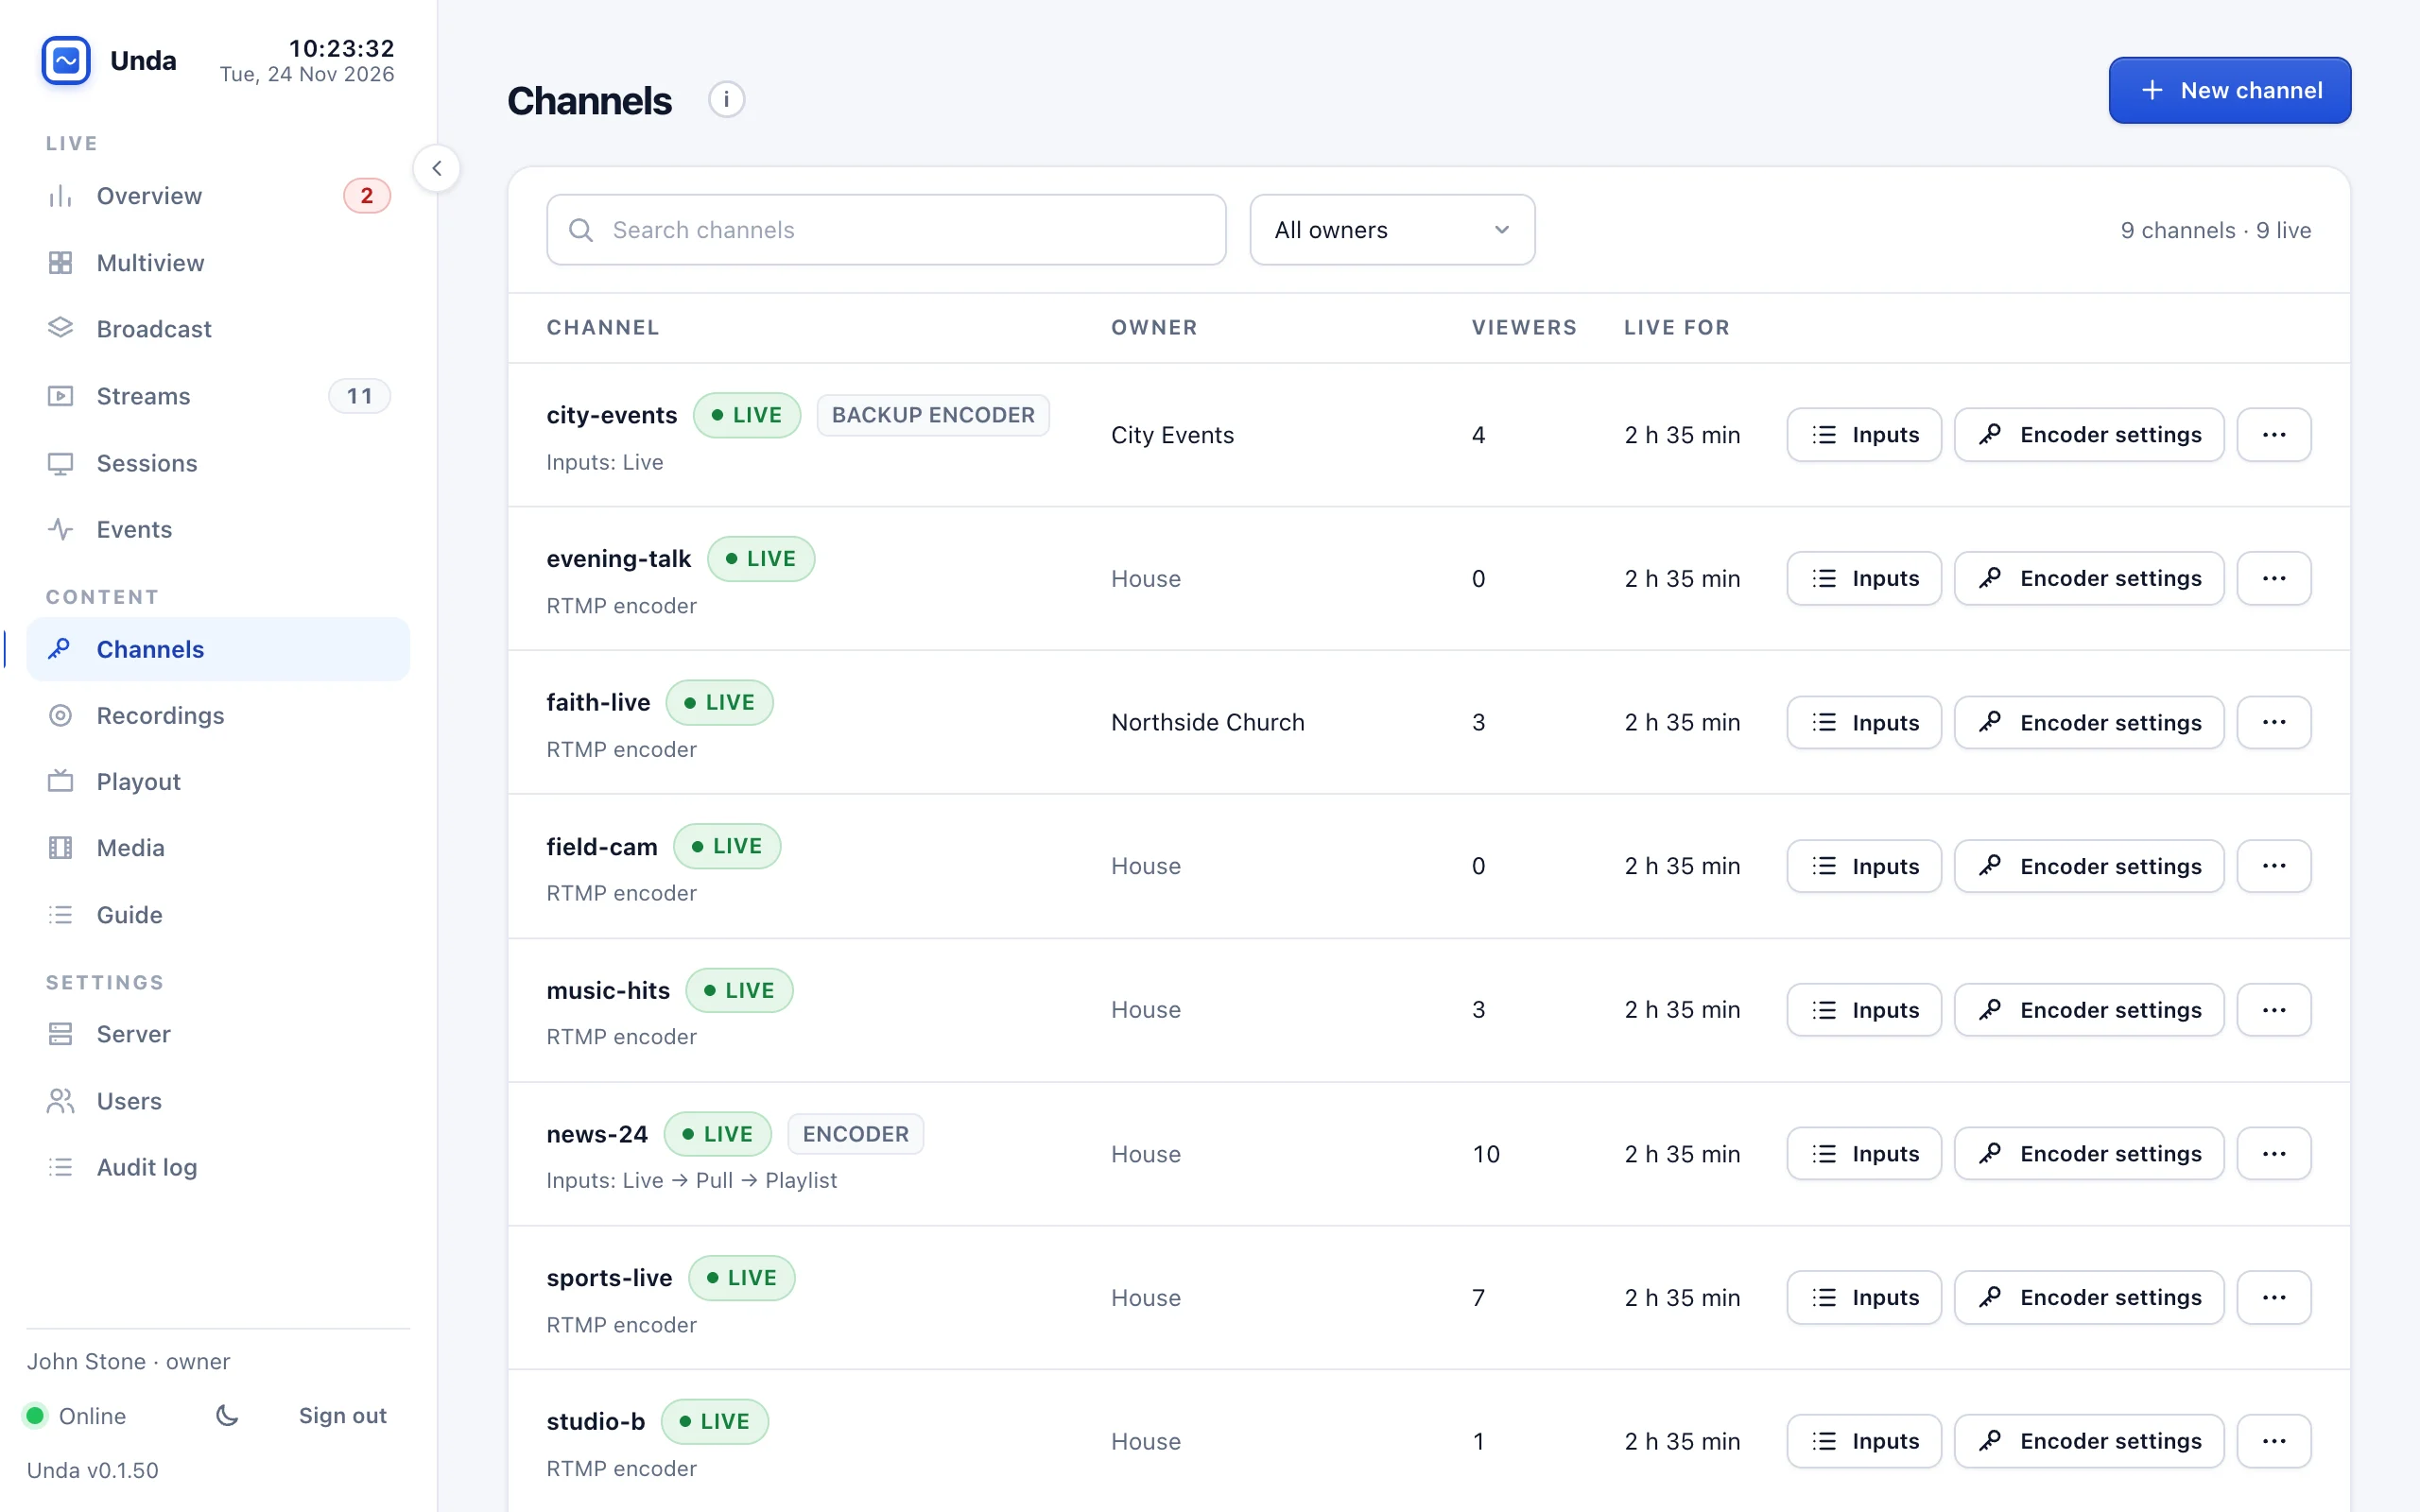 Unda
10:23:32
Tue, 24 Nov 2026
LIVE
Overview 2
Multiview
Broadcast
Streams 11
Sessions
Events
CONTENT
Channels
Recordings
Playout
Media
Guide
SETTINGS
Server
Users
Audit log
John Stone · owner
Online Sign out
Unda v0.1.50
Channels i
+ New channel
Search channels All owners 9 channels · 9 live
CHANNEL OWNER VIEWERS LIVE FOR
city-events LIVE BACKUP ENCODER
Inputs: Live
City Events 4 2 h 35 min Inputs Encoder settings ...
evening-talk LIVE
RTMP encoder
House 0 2 h 35 min Inputs Encoder settings ...
faith-live LIVE
RTMP encoder
Northside Church 3 2 h 35 min Inputs Encoder settings ...
field-cam LIVE
RTMP encoder
House 0 2 h 35 min Inputs Encoder settings ...
music-hits LIVE
RTMP encoder
House 3 2 h 35 min Inputs Encoder settings ...
news-24 LIVE ENCODER
Inputs: Live → Pull → Playlist
House 10 2 h 35 min Inputs Encoder settings ...
sports-live LIVE
RTMP encoder
House 7 2 h 35 min Inputs Encoder settings ...
studio-b LIVE
RTMP encoder
House 1 2 h 35 min Inputs Encoder settings ...